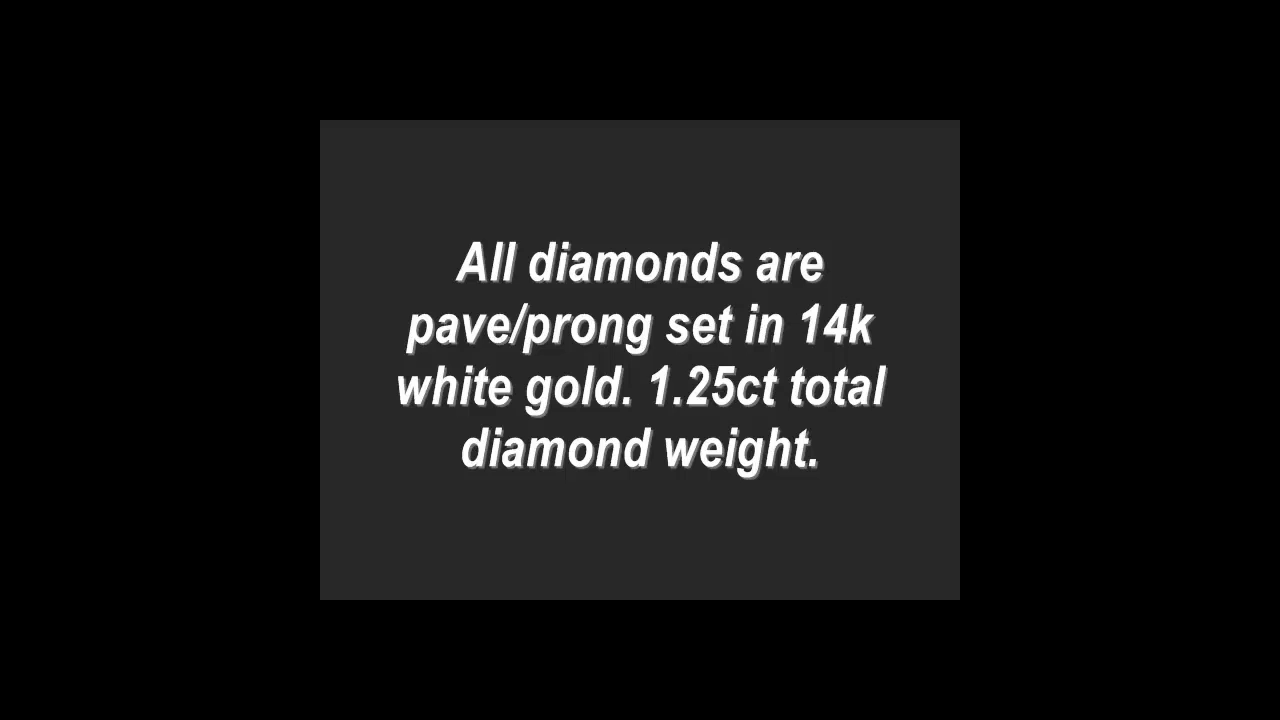 All diamonds are
pave/prong set in 14k
white gold. 1.25ct total
diamond weight.